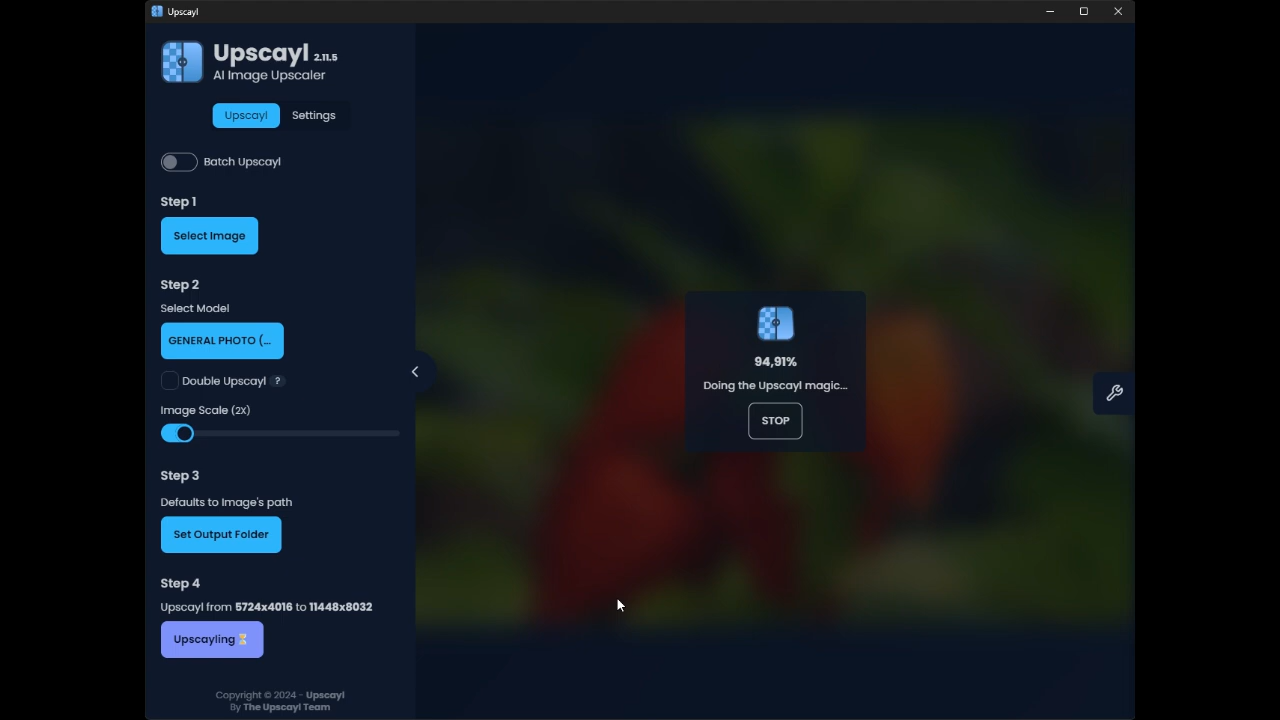 Upscayl
Upscayl 2.11.5
AI Image Upscaler
Upscayl Settings
Batch Upscayl
Step 1
Select Image
Step 2
Select Model
GENERAL PHOTO (...
Double Upscayl ?
Image Scale (2X)
Step 3
Defaults to Image's path
Set Output Folder
Step 4
Upscayl from 5724x4016 to 11448x8032
Upscayling ⏳
Copyright © 2024 - Upscayl
By The Upscayl Team
94,91%
Doing the Upscayl magic...
STOP